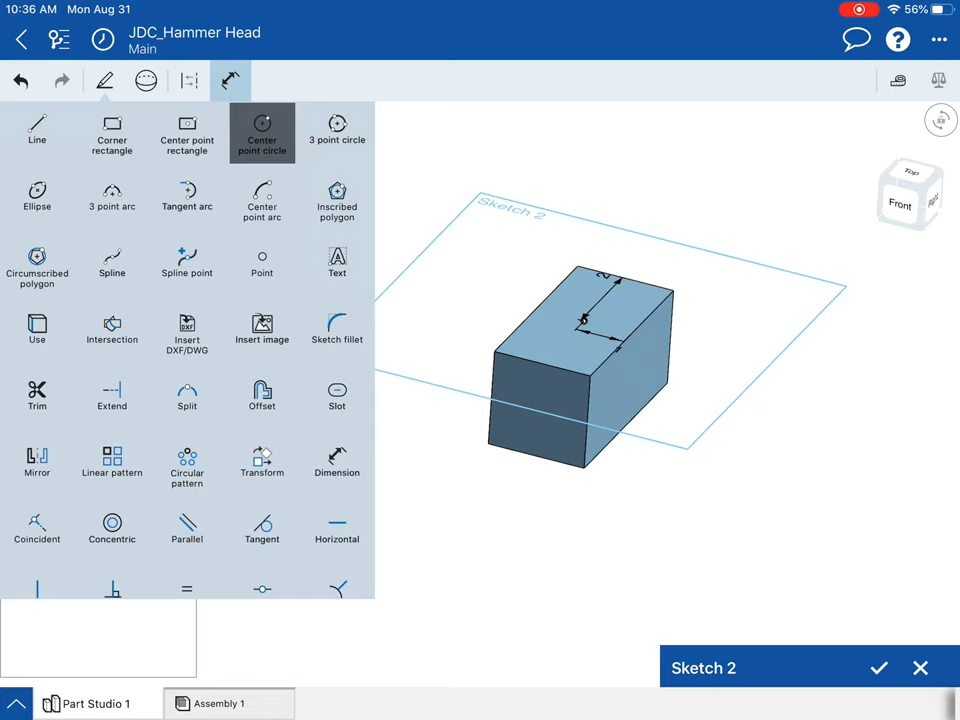 10:36 AM Mon Aug 31
56%
JDC_Hammer Head
Main
Line
Corner rectangle
Center point rectangle
Center point circle
3 point circle
Ellipse
3 point arc
Tangent arc
Center point arc
Inscribed polygon
Circumscribed polygon
Spline
Spline point
Point
Text
Use
Intersection
Insert DXF/DWG
Insert image
Sketch fillet
Trim
Extend
Split
Offset
Slot
Mirror
Linear pattern
Circular pattern
Transform
Dimension
Coincident
Concentric
Parallel
Tangent
Horizontal
Sketch 2
2
Top
Front
Right
Sketch 2
Part Studio 1
Assembly 1